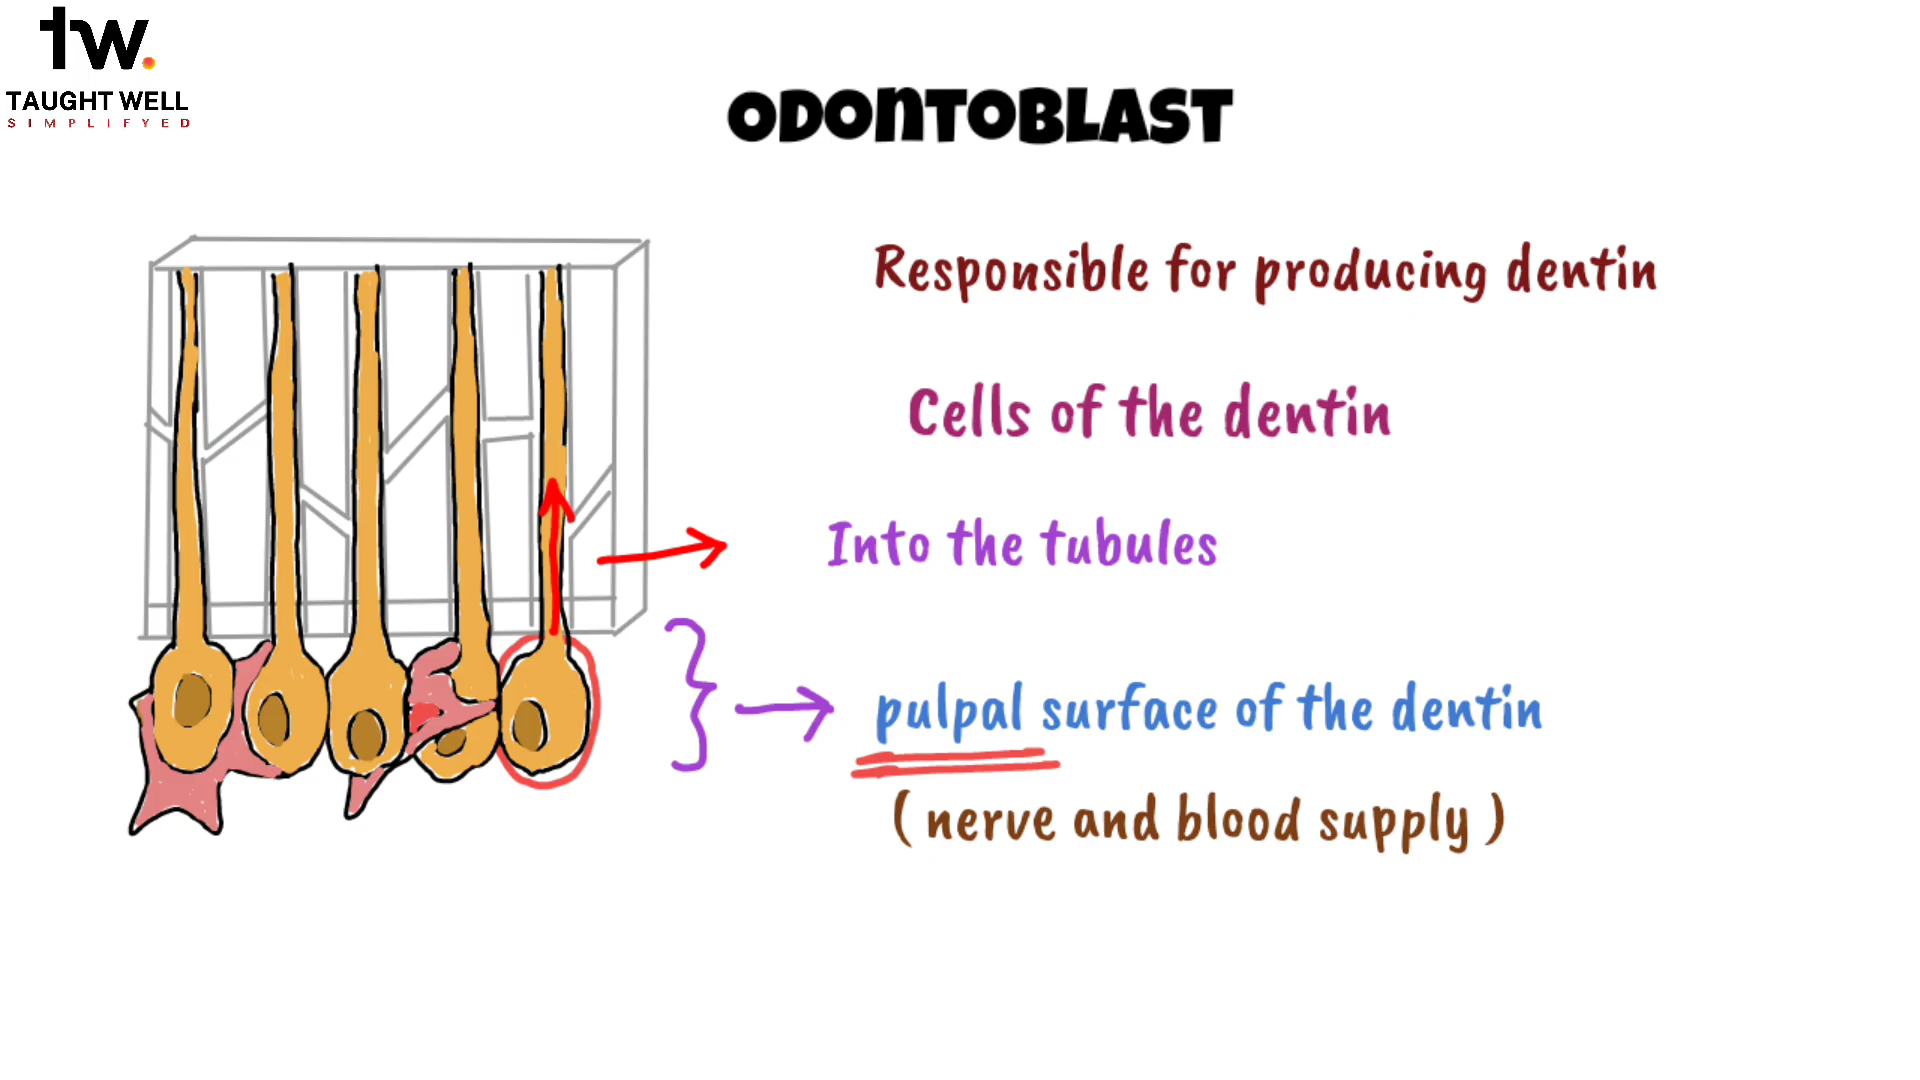 tw.
TAUGHT WELL
SIMPLIFYED
ODONTOBLAST
Responsible for producing dentin
Cells of the dentin
Into the tubules
pulpal surface of the dentin
( nerve and blood supply )